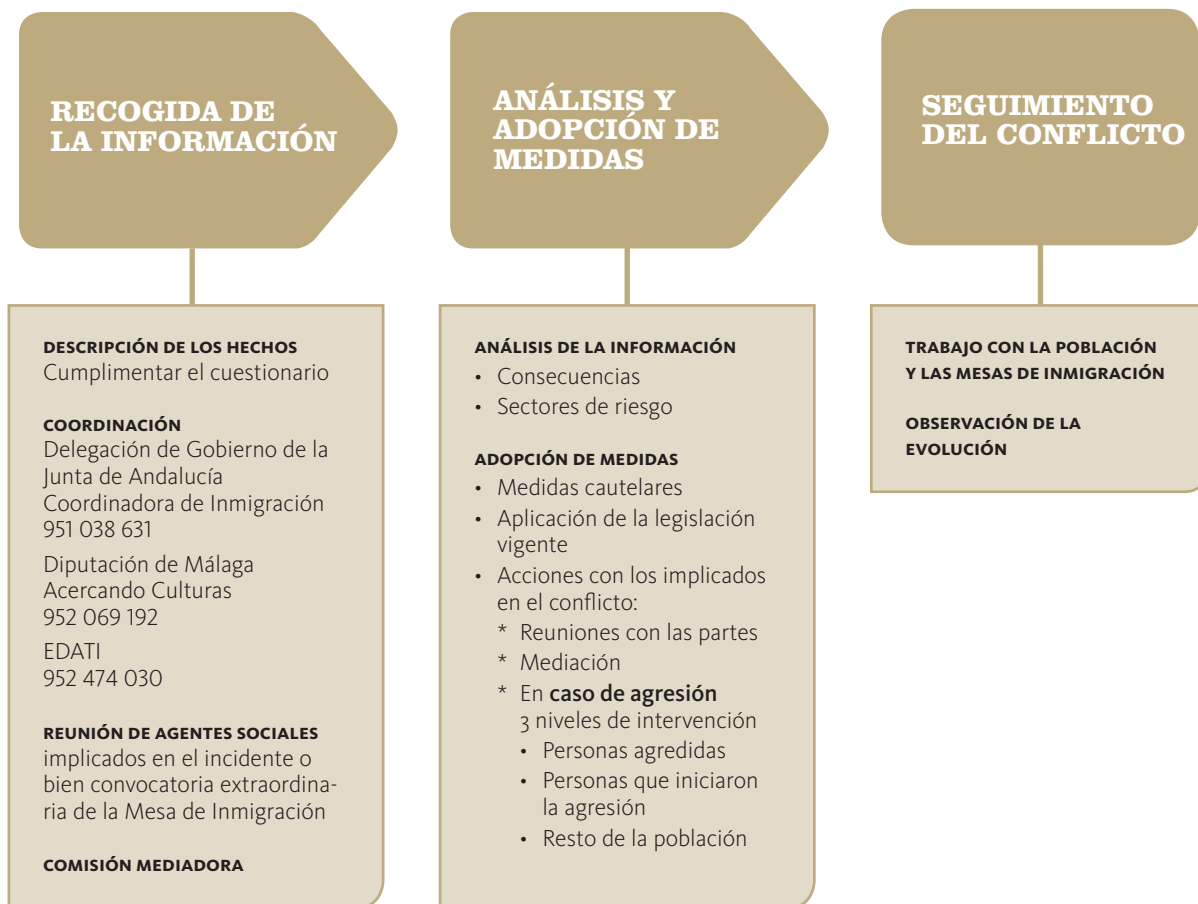 RECOGIDA DE
LA INFORMACIÓN
DESCRIPCIÓN DE LOS HECHOS
Cumplimentar el cuestionario
COORDINACIÓN
Delegación de Gobierno de la
Junta de Andalucía
Coordinadora de Inmigración
951 038 631
Diputación de Málaga
Acercando Culturas
952 069 192
EDATI
952 474 030
REUNIÓN DE AGENTES SOCIALES
implicados en el incidente o
bien convocatoria extraordina-
ria de la Mesa de Inmigración
COMISIÓN MEDIADORA
ANÁLISIS Y
ADOPCIÓN DE
MEDIDAS
ANÁLISIS DE LA INFORMACIÓN
• Consecuencias
• Sectores de riesgo
ADOPCIÓN DE MEDIDAS
• Medidas cautelares
• Aplicación de la legislación
vigente
• Acciones con los implicados
en el conflicto:
* Reuniones con las partes
* Mediación
* En caso de agresión
3 niveles de intervención
• Personas agredidas
• Personas que iniciaron
la agresión
• Resto de la población
SEGUIMIENTO
DEL CONFLICTO
TRABAJO CON LA POBLACIÓN
Y LAS MESAS DE INMIGRACIÓN
OBSERVACIÓN DE LA
EVOLUCIÓN